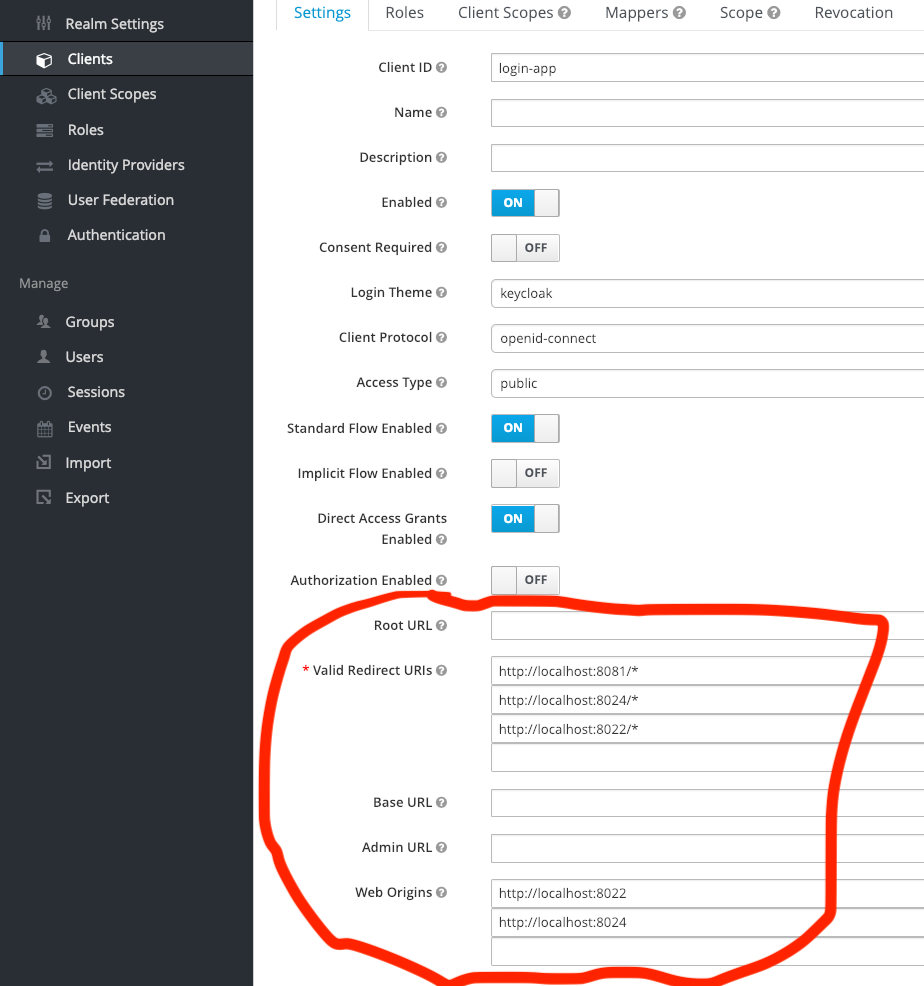 Realm Settings
Clients
Client Scopes
Roles
Identity Providers
User Federation
Authentication
Manage
Groups
Users
Sessions
Events
Import
Export
Settings Roles Client Scopes Mappers Scope Revocation
Client ID login-app
Name
Description
Enabled ON
Consent Required OFF
Login Theme keycloak
Client Protocol openid-connect
Access Type public
Standard Flow Enabled ON
Implicit Flow Enabled OFF
Direct Access Grants ON
Enabled
Authorization Enabled OFF
Root URL
* Valid Redirect URIs http://localhost:8081/*
http://localhost:8024/*
http://localhost:8022/*
Base URL
Admin URL
Web Origins http://localhost:8022
http://localhost:8024